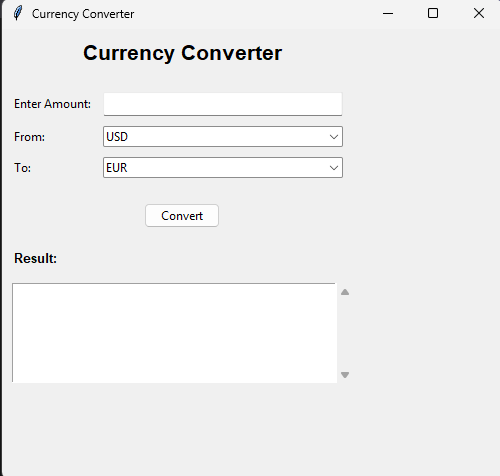 Currency Converter
Currency Converter
Enter Amount:
From: USD
To: EUR
Convert
Result: